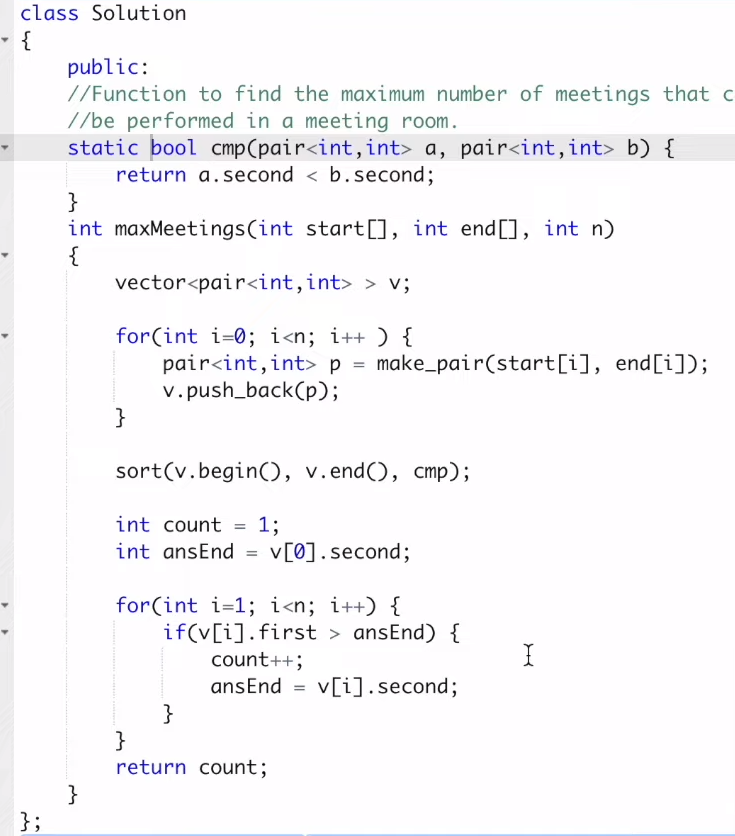 class Solution
{
    public:
    //Function to find the maximum number of meetings that c
    //be performed in a meeting room.
    static bool cmp(pair<int,int> a, pair<int,int> b) {
        return a.second < b.second;
    }
    int maxMeetings(int start[], int end[], int n)
    {
        vector<pair<int,int> > v;

        for(int i=0; i<n; i++ ) {
            pair<int,int> p = make_pair(start[i], end[i]);
            v.push_back(p);
        }

        sort(v.begin(), v.end(), cmp);

        int count = 1;
        int ansEnd = v[0].second;

        for(int i=1; i<n; i++) {
            if(v[i].first > ansEnd) {
                count++;
                ansEnd = v[i].second;
            }
        }
        return count;
    }
};